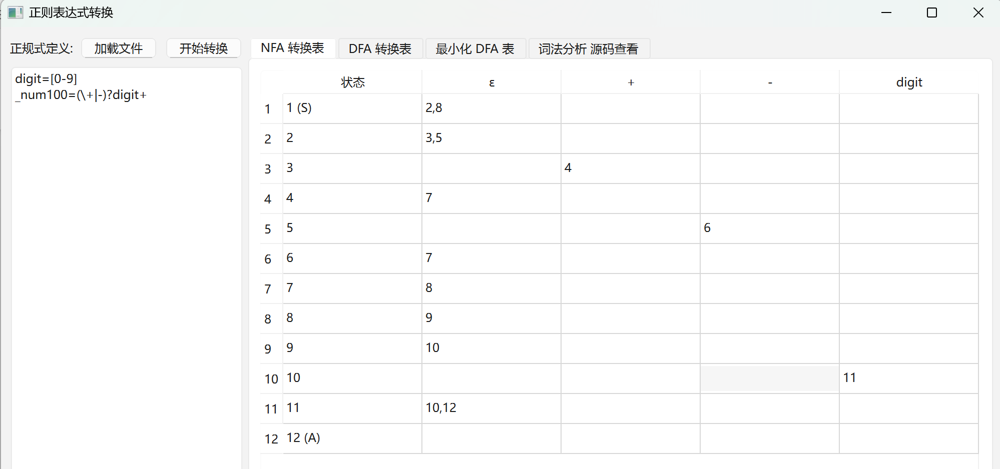 正则表达式转换
正规式定义: 加载文件 开始转换 NFA 转换表 DFA 转换表 最小化 DFA 表 词法分析 源码查看
digit=[0-9]
_num100=(\+|-)?digit+
状态 ε + - digit
1 1 (S) 2,8
2 2 3,5
3 3 4
4 4 7
5 5 6
6 6 7
7 7 8
8 8 9
9 9 10
10 10 11
11 11 10,12
12 12 (A)